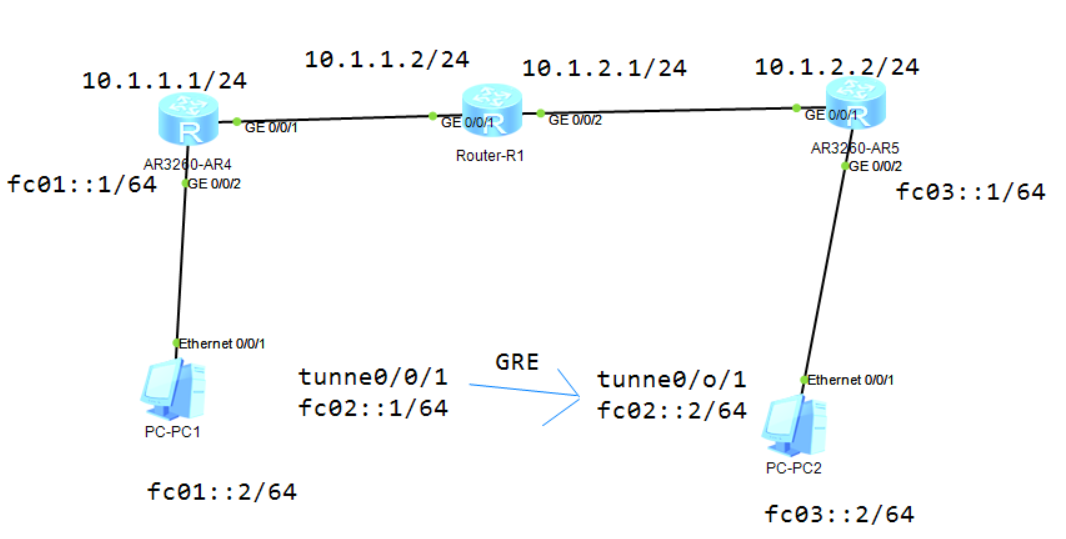 10.1.1.1/24
10.1.1.2/24
10.1.2.1/24
10.1.2.2/24
GE 0/0/1
GE 0/0/1
GE 0/0/2
GE 0/0/1
R
R
R
AR3260-AR4
Router-R1
AR3260-AR5
fc01::1/64
GE 0/0/2
GE 0/0/2
fc03::1/64
Ethernet 0/0/1
GRE
tunne0/0/1
fc02::1/64
tunne0/o/1
fc02::2/64
Ethernet 0/0/1
PC-PC1
PC-PC2
fc01::2/64
fc03::2/64